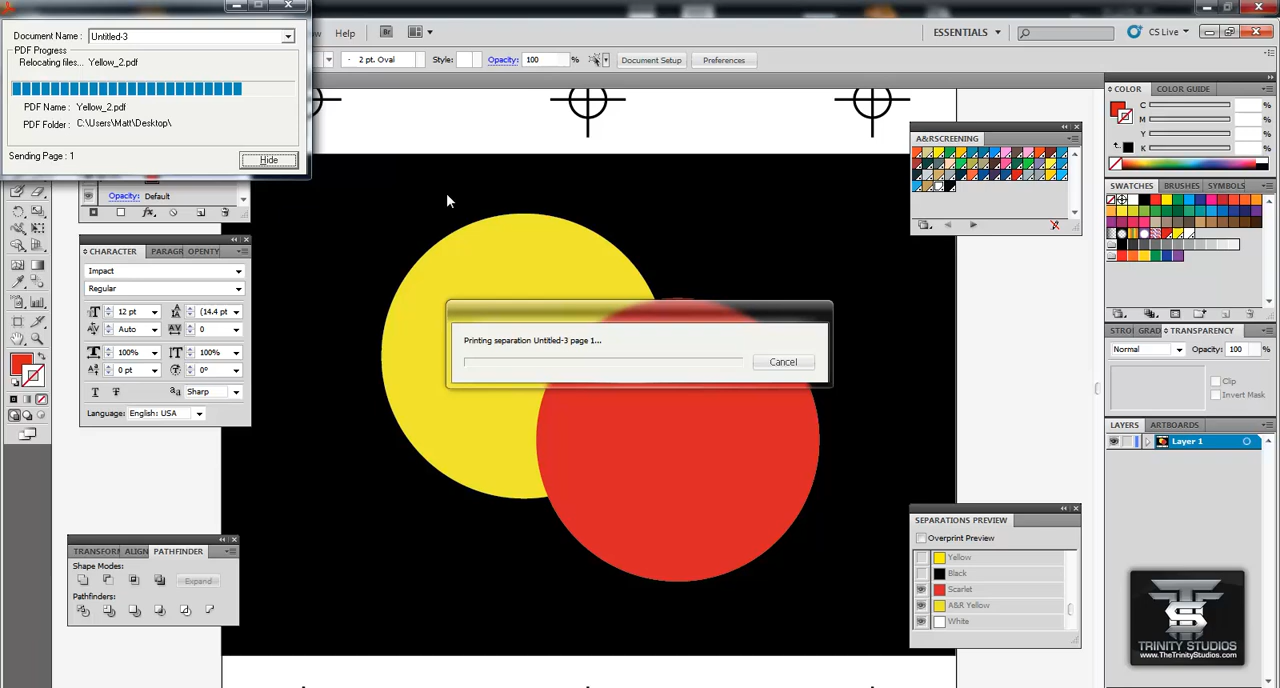 Document Name : Untitled-3
PDF Progress
Relocating files... Yellow_2.pdf
PDF Name : Yellow_2.pdf
PDF Folder : C:\Users\Matt\Desktop\
Sending Page : 1
Hide
Help
Br
ESSENTIALS
CS Live
2 pt. Oval
Style:
Opacity: 100 %
Document Setup
Preferences
Opacity: Default
CHARACTER
OPENTY
Impact
Regular
12 pt
(14.4 pt
Auto
0
100%
100%
0 pt
0°
T
Sharp
Language: English: USA
TRANSFORM
ALIGN
PATHFINDER
Shape Modes:
Expand
Pathfinders:
Printing separation Untitled-3 page 1...
Cancel
A&RSCREENING
COLOR
COLOR GUIDE
C %
M %
Y %
K %
SWATCHES
BRUSHES
SYMBOLS
STRO
GRAD
TRANSPARENCY
Normal
Opacity: 100 %
Clip
Invert Mask
LAYERS
ARTBOARDS
Layer 1
SEPARATIONS PREVIEW
Overprint Preview
Yellow
Black
Scarlet
A&R Yellow
White
TS
TRINITY STUDIOS
www.TheTrinityStudios.com